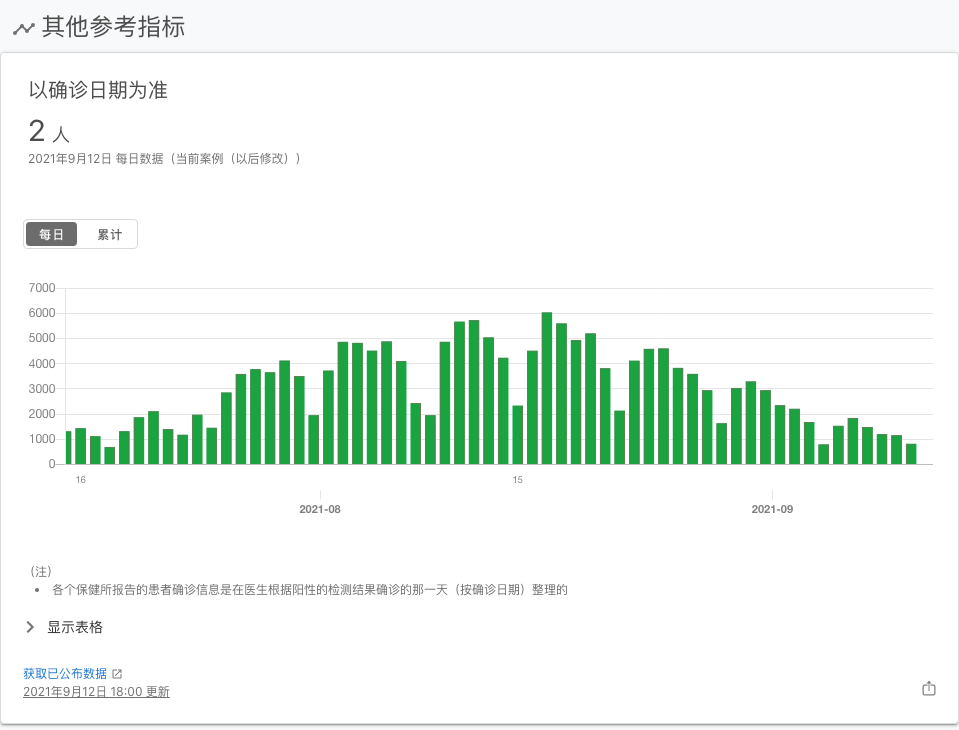 其他参考指标
以确诊日期为准
2 人
2021年9月12日 每日数据（当前案例（以后修改））
每日 累计
7000
6000
5000
4000
3000
2000
1000
0
16 15
2021-08 2021-09
(注)
• 各个保健所报告的患者确诊信息是在医生根据阳性的检测结果确诊的那一天（按确诊日期）整理的
显示表格
获取已公布数据
2021年9月12日 18:00 更新